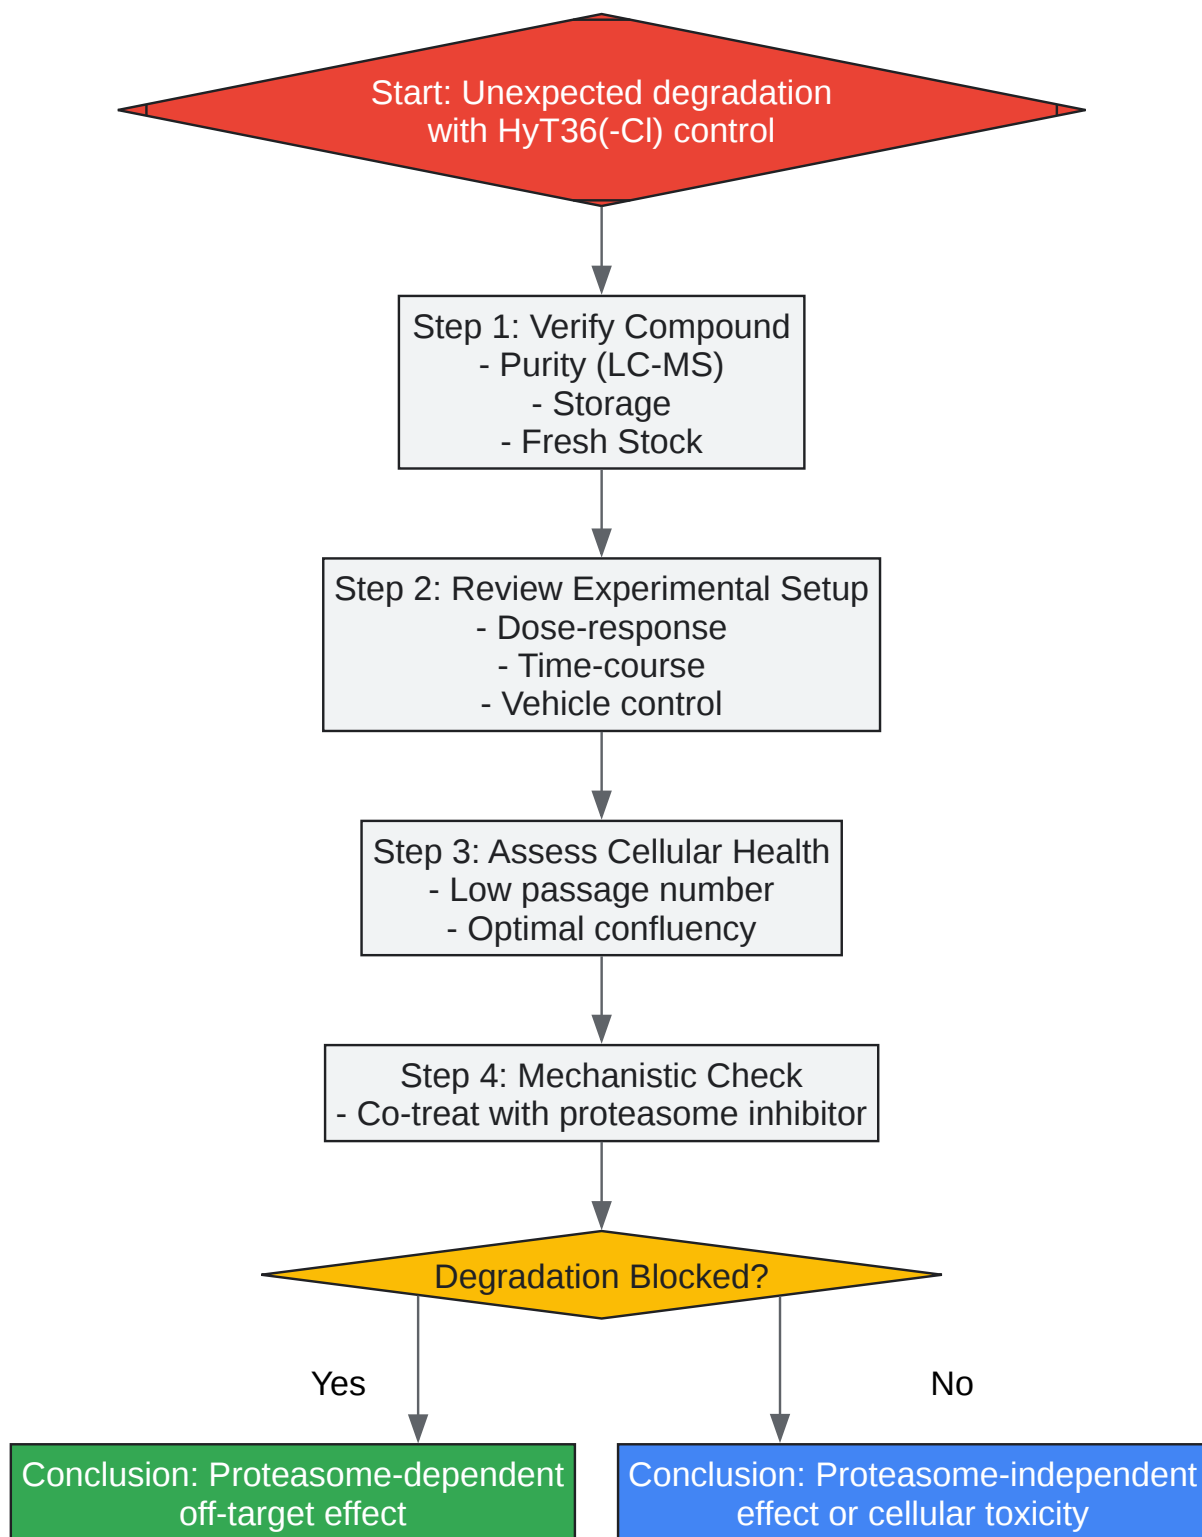 Start: Unexpected degradation
with HyT36(-Cl) control
Step 1: Verify Compound
- Purity (LC-MS)
- Storage
- Fresh Stock
Step 2: Review Experimental Setup
- Dose-response
- Time-course
- Vehicle control
Step 3: Assess Cellular Health
- Low passage number
- Optimal confluency
Step 4: Mechanistic Check
- Co-treat with proteasome inhibitor
Degradation Blocked?
Yes
No
Conclusion: Proteasome-dependent
off-target effect
Conclusion: Proteasome-independent
effect or cellular toxicity